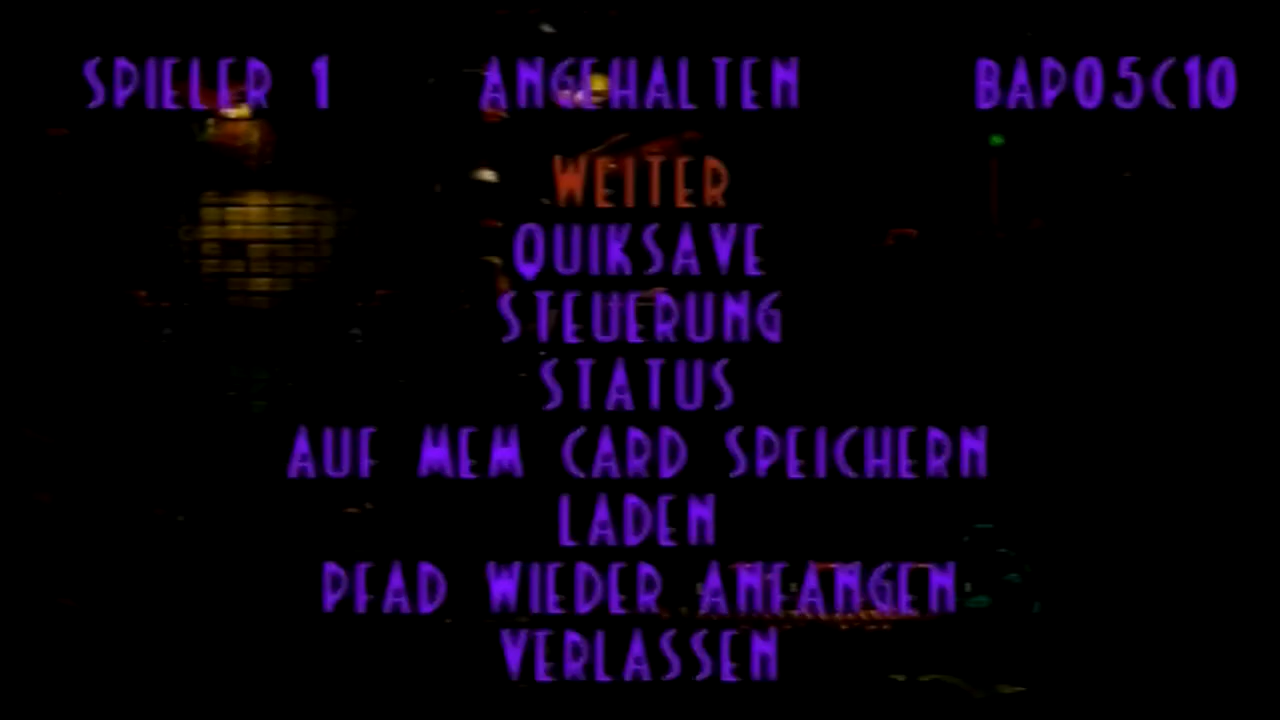 SPIELER 1 ANGEHALTEN BAP05C10
WEITER
QUIKSAVE
STEUERUNG
STATUS
AUF MEM CARD SPEICHERN
LADEN
PFAD WIEDER ANFANGEN
VERLASSEN